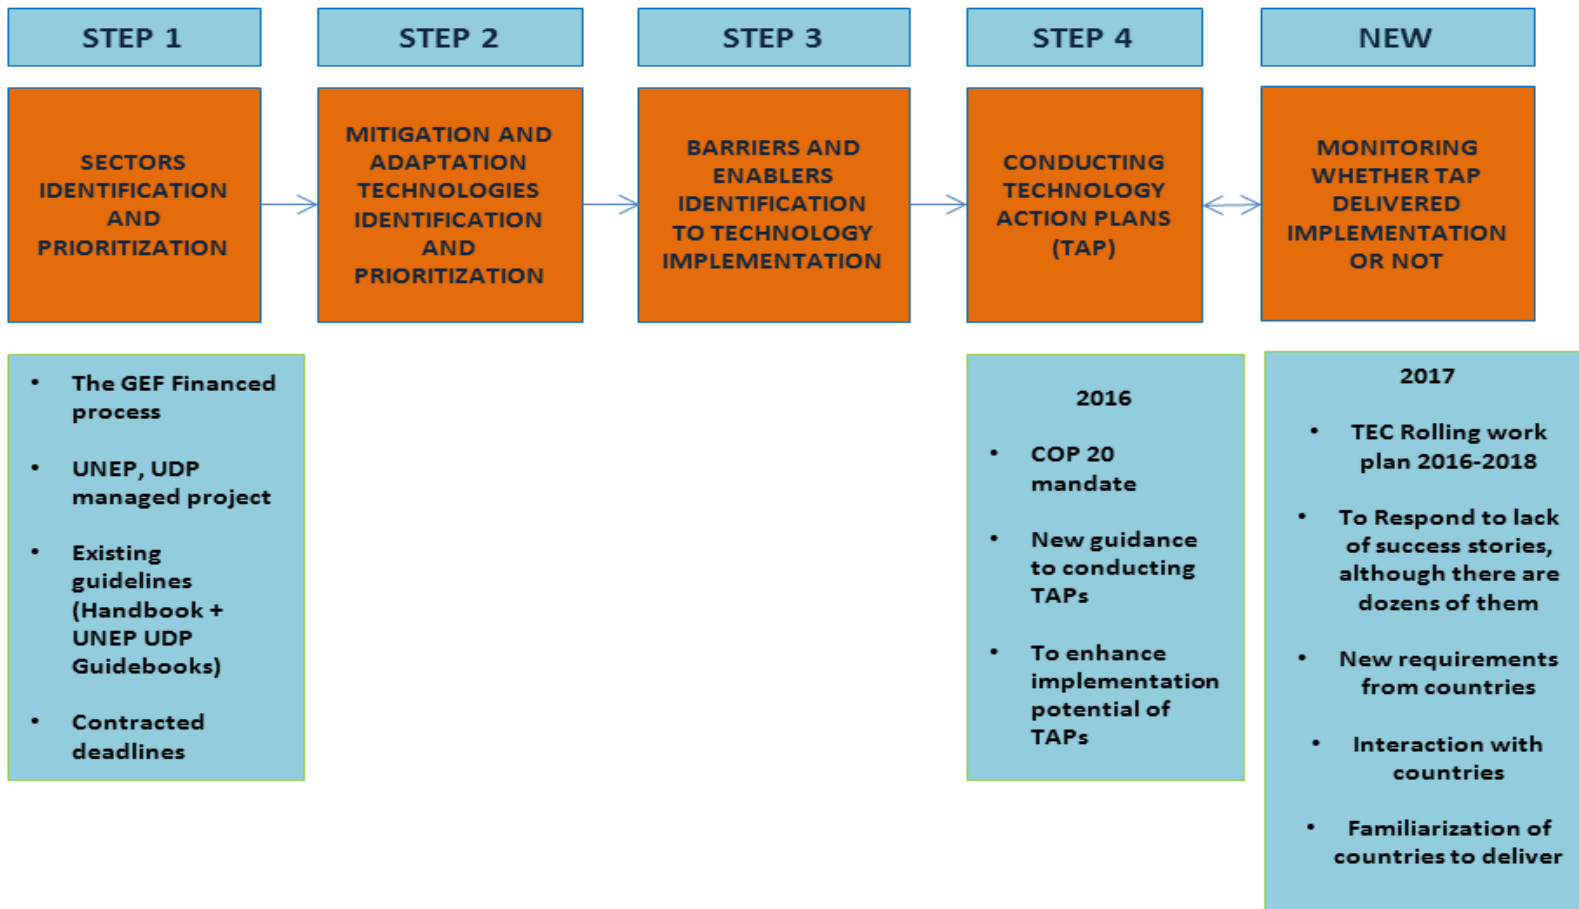 STEP 1
STEP 2
STEP 3
STEP 4
NEW
SECTORS
IDENTIFICATION
AND
PRIORITIZATION
MITIGATION AND
ADAPTATION
TECHNOLOGIES
IDENTIFICATION
AND
PRIORITIZATION
BARRIERS AND
ENABLERS
IDENTIFICATION
TO TECHNOLOGY
IMPLEMENTATION
CONDUCTING
TECHNOLOGY
ACTION PLANS
(TAP)
MONITORING
WHETHER TAP
DELIVERED
IMPLEMENTATION
OR NOT
• The GEF Financed
process
• UNEP, UDP
managed project
• Existing
guidelines
(Handbook +
UNEP UDP
Guidebooks)
• Contracted
deadlines
2016
• COP 20
mandate
• New guidance
to conducting
TAPs
• To enhance
implementation
potential of
TAPs
2017
• TEC Rolling work
plan 2016-2018
• To Respond to lack
of success stories,
although there are
dozens of them
• New requirements
from countries
• Interaction with
countries
• Familiarization of
countries to deliver